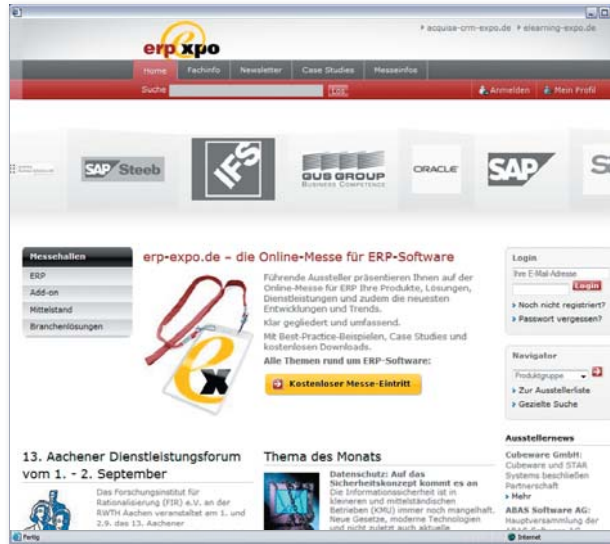 acquisa-crm-expo.de elearning-expo.de
erp expo
Home Fachinfo Newsletter Case Studies Messeinfos
Suche Los
Anmelden Mein Profil
SAP Steeb IFS GUS GROUP ORACLE SAP S
BUSINESS COMPETENCE
Messehallen
ERP
Add-on
Mittelstand
Branchenlösungen
erp-expo.de – die Online-Messe für ERP-Software
Führende Aussteller präsentieren Ihnen auf der
Online-Messe für ERP Ihre Produkte, Lösungen,
Dienstleistungen und zudem die neuesten
Entwicklungen und Trends.
Klar gegliedert und umfassend.
Mit Best-Practice-Beispielen, Case Studies und
kostenlosen Downloads.
Alle Themen rund um ERP-Software:
Kostenloser Messe-Eintritt
ex
Login
Ihre E-Mail-Adresse
Login
Noch nicht registriert?
Passwort vergessen?
Navigator
Produktgruppe
Zur Ausstellerliste
Gezielte Suche
13. Aachener Dienstleistungsforum
vom 1. - 2. September
Das Forschungsinstitut für
Rationalisierung (FIR) e.V. an der
RWTH Aachen veranstaltet am 1. und
2.9. das 13. Aachener
Thema des Monats
Datenschutz: Auf das
Sicherheitskonzept kommt es an
Die Informationssicherheit ist in
kleineren und mittelständischen
Betrieben (KMU) immer noch mangelhaft.
Neue Gesetze, moderne Technologien
und nicht zuletzt auch aktuelle
Ausstellernews
Cubeware GmbH:
Cubeware und STAR
Systems beschließen
Partnerschaft
Mehr
ABAS Software AG:
Hauptversammlung der
Fertig Internet